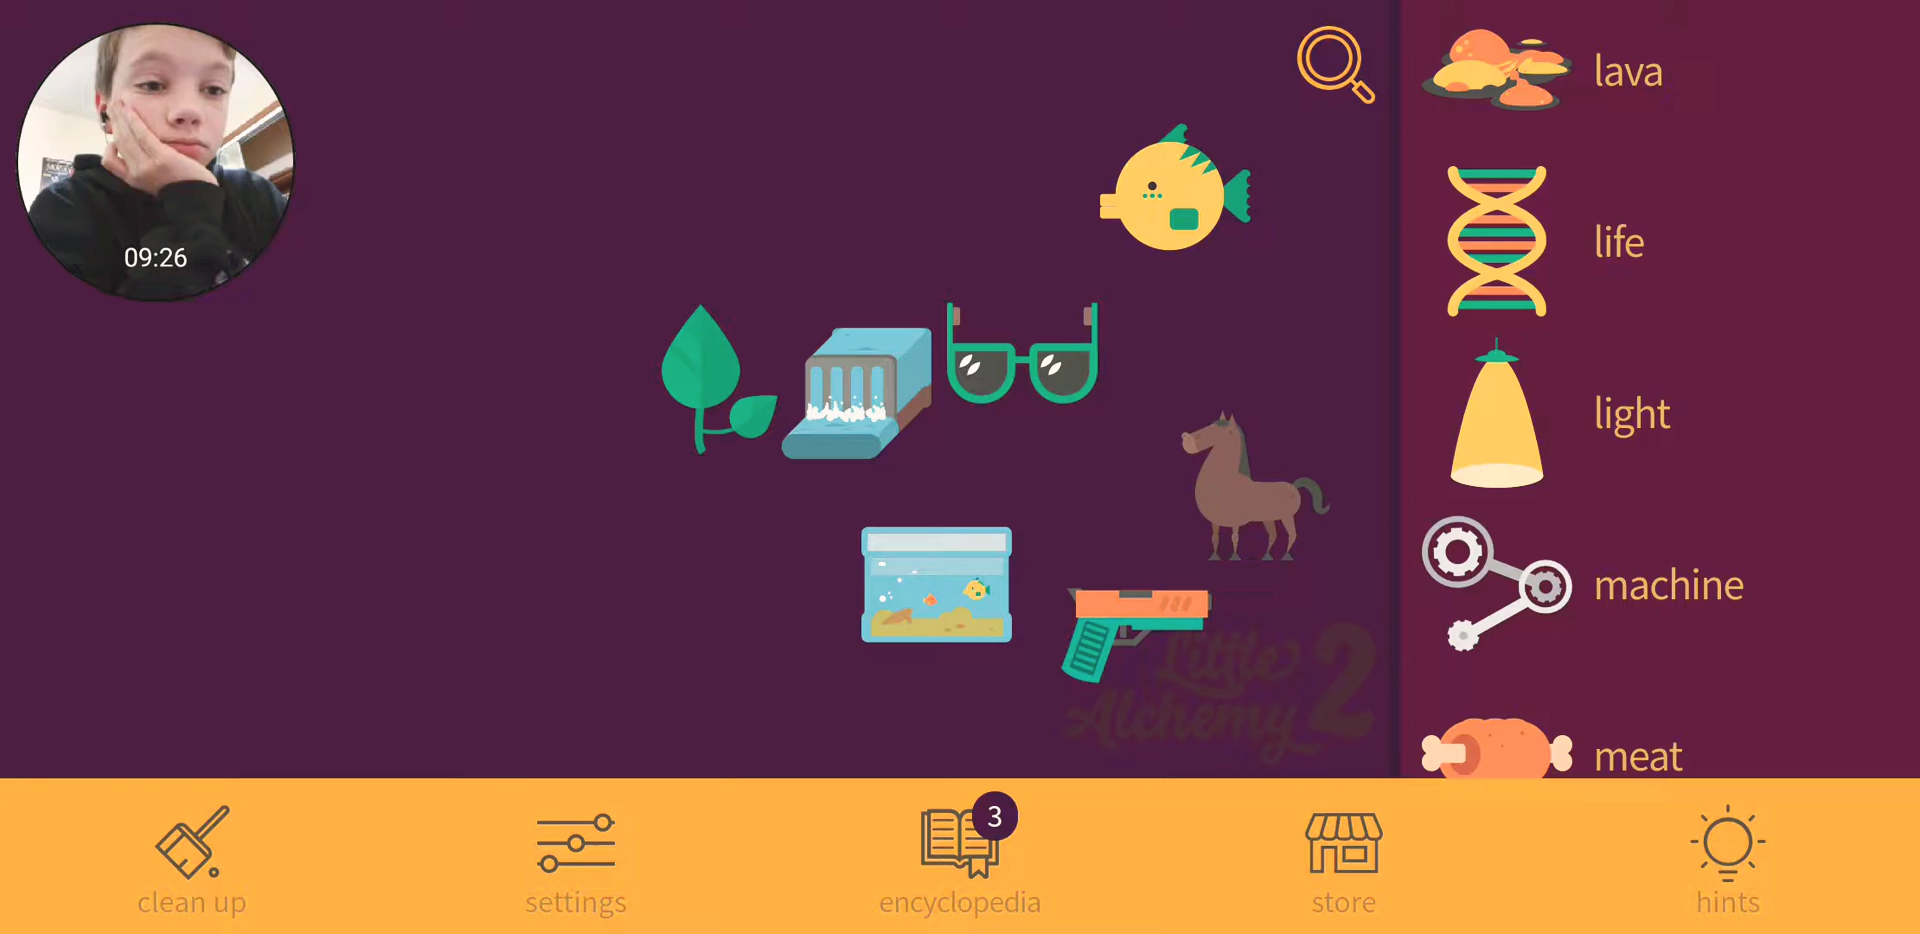 09:26
lava
life
light
machine
meat
Little
Alchemy 2
3
clean up
settings
encyclopedia
store
hints